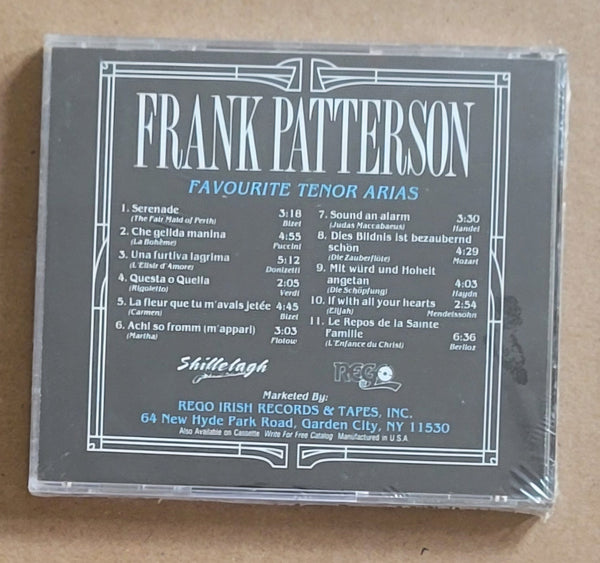 FRANK PATTERSON
FAVOURITE TENOR ARIAS
1. Serenade 3:18
(The Fair Maid of Perth) Bizet
2. Che gelida manina 4:55
(La Bohème) Puccini
3. Una furtiva lagrima 5:12
(L'Elisir d'Amore) Donizetti
4. Questa o Quella 2:05
(Rigoletto) Verdi
5. La fleur que tu m'avais jetée 4:45
(Carmen) Bizet
6. Achi so fromm (m'appari) 3:03
(Martha) Flotow
7. Sound an alarm 3:30
(Judas Maccabaeus) Handel
8. Dies Bildnis ist bezaubernd
schön 4:29
(Die Zauberflöte) Mozart
9. Mit würd und Hoheit
angetan 4:03
(Die Schöpfung) Haydn
10. If with all your hearts 2:54
(Elijah) Mendelssohn
11. Le Repos de la Sainte
Famille 6:36
(L'Enfance du Christ) Berlioz
Shillelagh
REGO
Marketed By:
REGO IRISH RECORDS & TAPES, INC.
64 New Hyde Park Road, Garden City, NY 11530
Also Available on Cassette Write For Free Catalog Manufactured in U.S.A